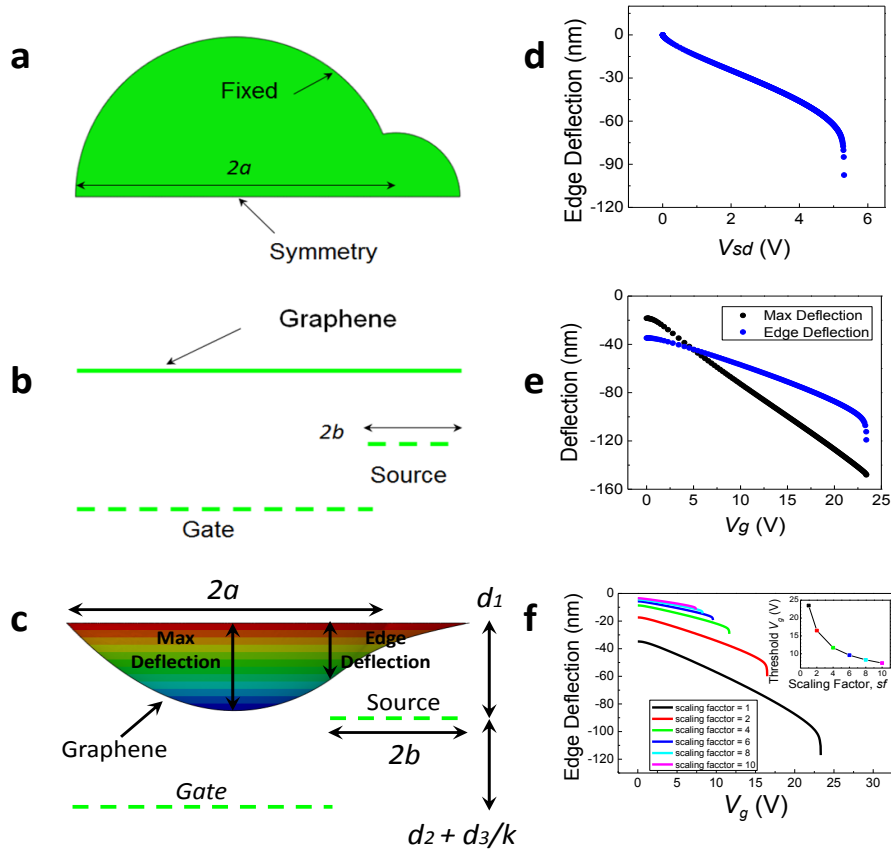 a
Fixed
2a
Symmetry
b
Graphene
2b
Source
Gate
c
2a
d1
Max
Deflection
Edge
Deflection
Source
Graphene
2b
Gate
d2 + d3/k
d
Edge Deflection (nm)
0
-30
-60
-90
-120
0
2
4
6
Vsd (V)
e
Deflection (nm)
0
-40
-80
-120
-160
Max Deflection
Edge Deflection
0
5
10
15
20
25
Vg (V)
f
Edge Deflection (nm)
0
-20
-40
-60
-80
-100
-120
scaling facctor = 1
scaling facctor = 2
scaling facctor = 4
scaling facctor = 6
scaling facctor = 8
scaling facctor = 10
0
5
10
15
20
25
30
Vg (V)
Threshold Vg (V)
25
20
15
10
0
2
4
6
8
10
Scaling Factor, sf